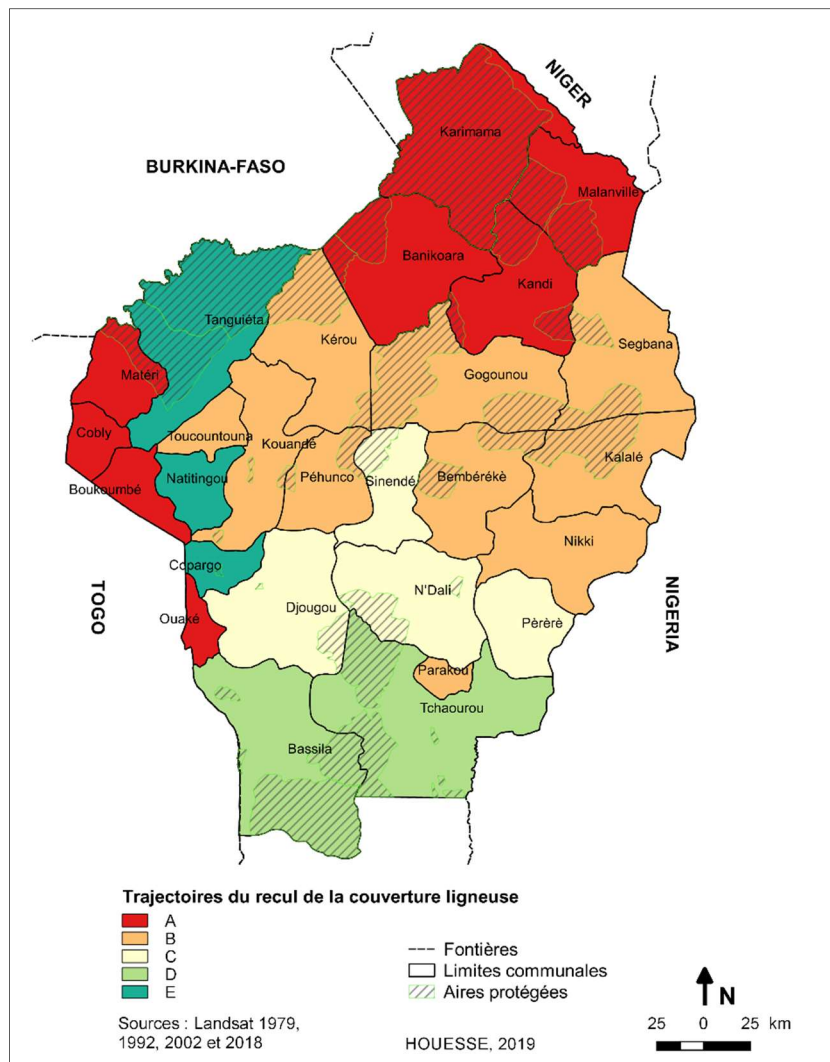 NIGER
Karimama
BURKINA-FASO
Malanville
Banikoara
Kandi
Tanguiéta
Kérou
Segbana
Matéri
Gogounou
Cobly
Toucountouna
Kouandé
Kalalé
Natitingou
Péhunco
Sinendé
Bembérékè
Boukoumbé
Nikki
Copargo
TOGO
N'Dali
NIGERIA
Ouaké
Djougou
Pèrèrè
Parakou
Tchaourou
Bassila
Trajectoires du recul de la couverture ligneuse
A
B
C
D
E
Fontières
Limites communales
Aires protégées
N
Sources : Landsat 1979,
1992, 2002 et 2018
HOUESSE, 2019
25 0 25 km